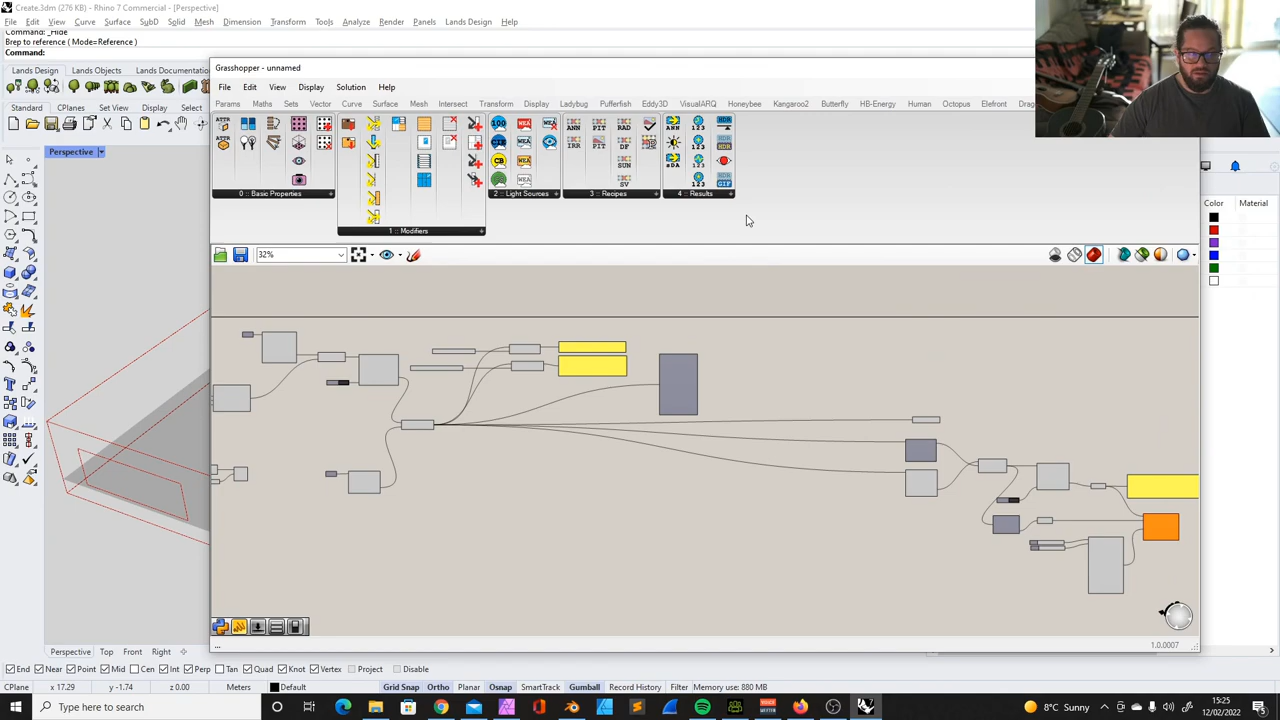 Create.3dm (276 KB) - Rhino 7 Commercial - [Perspective]
File Edit View Curve Surface SubD Solid Mesh Dimension Transform Tools Analyze Render Panels Lands Design Help
Command: _Hide
Brep to reference ( Mode=Reference )
Command:
Lands Design Lands Objects Lands Documentatio
Standard CPlanes Set View Display Select
Perspective
Grasshopper - unnamed
File Edit View Display Solution Help
Params Maths Sets Vector Curve Surface Mesh Intersect Transform Display Ladybug Pufferfish Eddy3D VisualARQ Honeybee Kangaroo2 Butterfly HB-Energy Human Octopus Elefront Drag
0 :: Basic Properties
1 :: Modifiers
2 :: Light Sources
3 :: Recipes
4 :: Results
32%
Color Material
...
1.0.0007
Perspective Top Front Right
End Near Point Mid Cen Int Perp Tan Quad Knot Vertex Project Disable
CPlane x 17.29 y -1.74 z 0.00 Meters Default Grid Snap Ortho Planar Osnap SmartTrack Gumball Record History Filter Memory use: 880 MB
Type here to search
8°C Sunny
15:25
12/02/2022